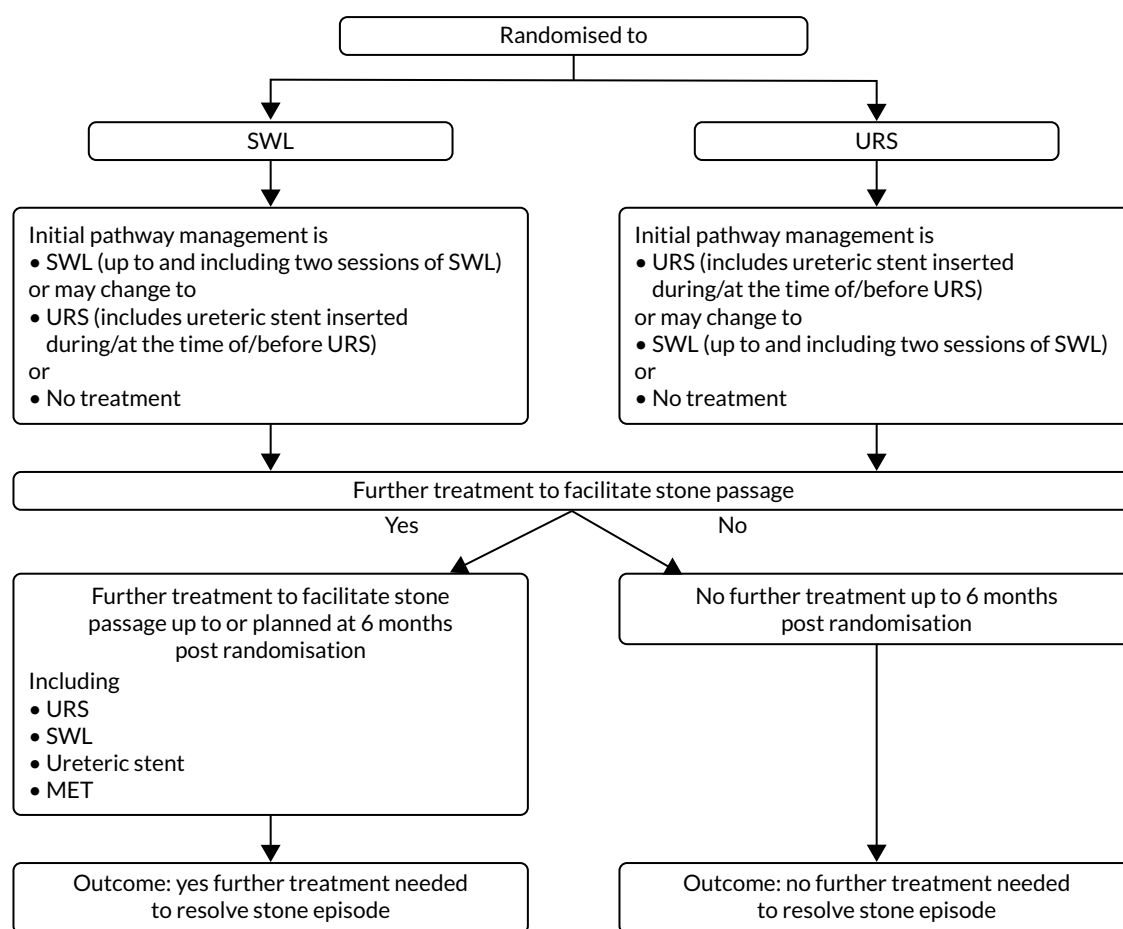 Randomised to
SWL
URS
Initial pathway management is
• SWL (up to and including two sessions of SWL)
or may change to
• URS (includes ureteric stent inserted
during/at the time of/before URS)
or
• No treatment
Initial pathway management is
• URS (includes ureteric stent inserted
during/at the time of/before URS)
or may change to
• SWL (up to and including two sessions of SWL)
or
• No treatment
Further treatment to facilitate stone passage
Yes
No
Further treatment to facilitate stone
passage up to or planned at 6 months
post randomisation
Including
• URS
• SWL
• Ureteric stent
• MET
No further treatment up to 6 months
post randomisation
Outcome: yes further treatment needed
to resolve stone episode
Outcome: no further treatment needed
to resolve stone episode